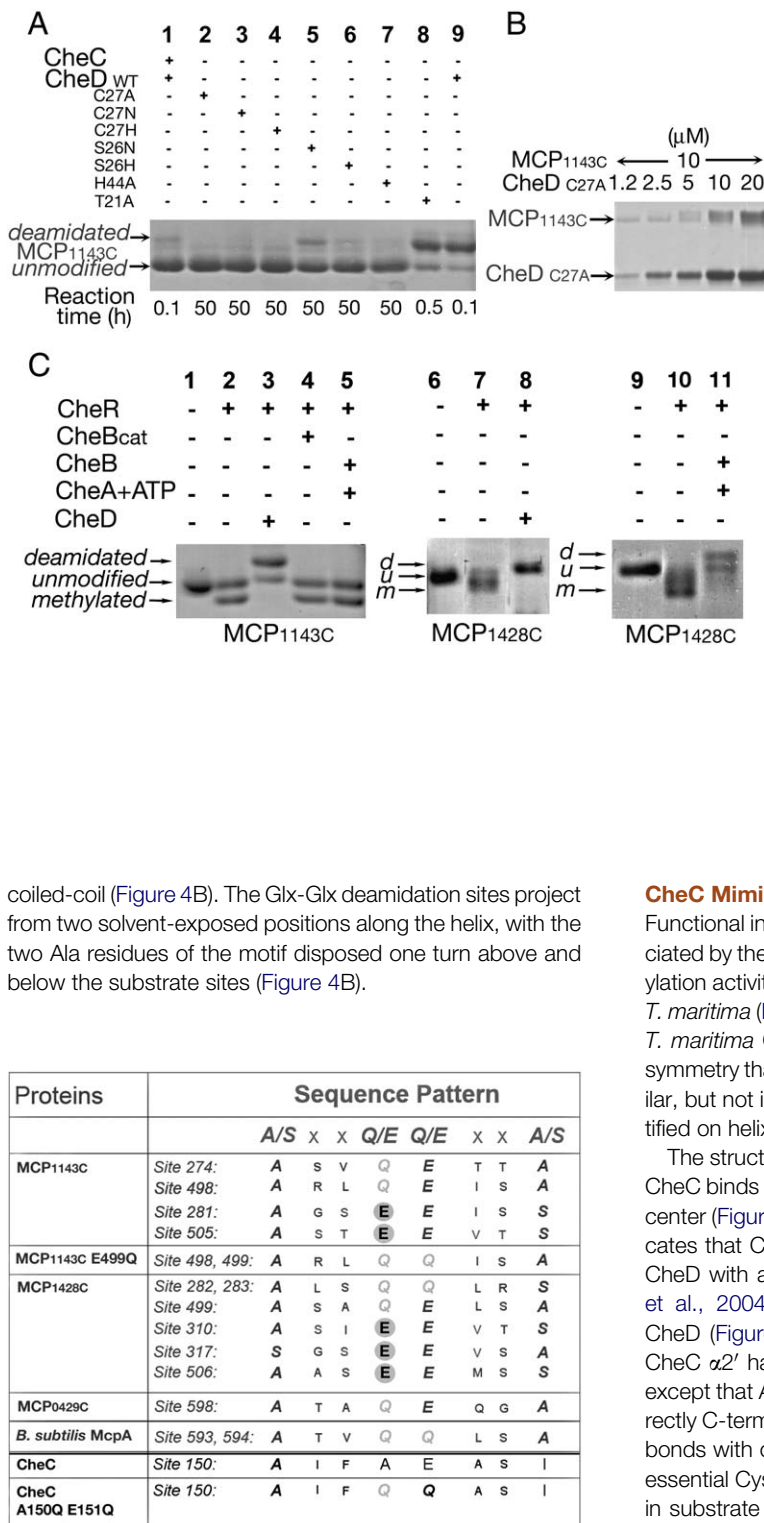 A
1 2 3 4 5 6 7 8 9
CheC + - - - - - - - -
CheD WT + - - - - - - - +
C27A - + - - - - - - -
C27N - - + - - - - - -
C27H - - - + - - - - -
S26N - - - - + - - - -
S26H - - - - - + - - -
H44A - - - - - - + - -
T21A - - - - - - - + -
deamidated
MCP1143C
unmodified
Reaction time (h) 0.1 50 50 50 50 50 50 0.5 0.1
B
(μM)
MCP1143C ← 10 →
CheD C27A 1.2 2.5 5 10 20
MCP1143C
CheD C27A
C
1 2 3 4 5 6 7 8 9 10 11
CheR - + + + + - + + - + +
CheBcat - - - + - - - - - - -
CheB - - - - + - - - - - +
CheA+ATP - - - - + - - - - - +
CheD - - + - - - - + - - -
deamidated d d
unmodified u u
methylated m m
MCP1143C MCP1428C MCP1428C
coiled-coil (Figure 4B). The Glx-Glx deamidation sites project
from two solvent-exposed positions along the helix, with the
two Ala residues of the motif disposed one turn above and
below the substrate sites (Figure 4B).
Proteins Sequence Pattern
A/S X X Q/E Q/E X X A/S
MCP1143C Site 274: A S V Q E T T A
Site 498: A R L Q E I S A
Site 281: A G S E E I S S
Site 505: A S T E E V T S
MCP1143C E499Q Site 498, 499: A R L Q Q I S A
MCP1428C Site 282, 283: A L S Q Q L R S
Site 499: A S A Q E L S A
Site 310: A S I E E V T S
Site 317: S G S E E V S A
Site 506: A A S E E M S S
MCP0429C Site 598: A T A Q E Q G A
B. subtilis McpA Site 593, 594: A T V Q Q L S A
CheC Site 150: A I F A E A S I
CheC
A150Q E151Q Site 150: A I F Q Q A S I
CheC Mimi
Functional in
ciated by the
ylation activit
T. maritima (
T. maritima
symmetry tha
ilar, but not i
tified on helix
The struct
CheC binds
center (Figur
cates that C
CheD with a
et al., 2004
CheD (Figur
CheC α2′ ha
except that A
rectly C-term
bonds with c
essential Cys
in substrate